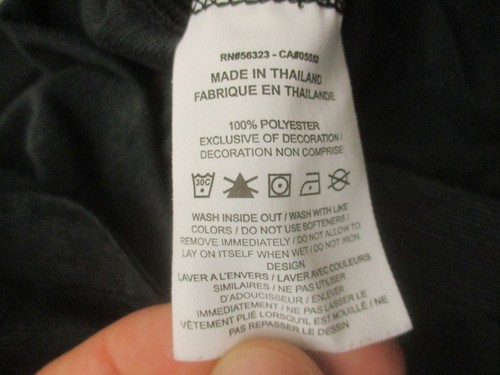 RN#56323 - CA#05553
MADE IN THAILAND
FABRIQUE EN THAILANDE
100% POLYESTER
EXCLUSIVE OF DECORATION /
DECORATION NON COMPRISE
30C
WASH INSIDE OUT / WASH WITH LIKE
COLORS / DO NOT USE SOFTENERS /
REMOVE IMMEDIATELY / DO NOT ALLOW TO
LAY ON ITSELF WHEN WET / DO NOT IRON
DESIGN
LAVER A L'ENVERS / LAVER AVEC COULEURS
SIMILAIRES / NE PAS UTILISER
D'ADOUCISSEUR / ENLEVER
IMMÉDIATEMENT / NE PAS LAISSER LE
VÊTEMENT PLIÉ LORSQU'IL EST MOUILLÉ / NE
PAS REPASSER LE DESSIN